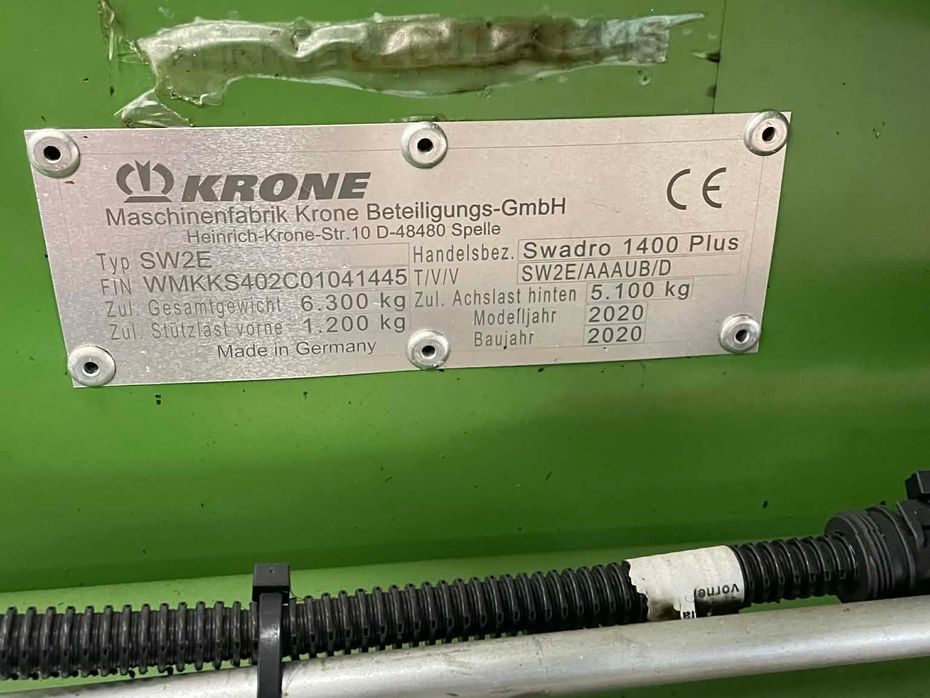 KRONE
CE
Maschinenfabrik Krone Beteiligungs-GmbH
Heinrich-Krone-Str.10 D-48480 Spelle
Typ SW2E Handelsbez. Swadro 1400 Plus
FIN WMKKS402C01041445 T/V/V SW2E/AAAUB/D
Zul. Gesamtgewicht 6.300 kg Zul. Achslast hinten 5.100 kg
Zul. Stützlast vorne 1.200 kg Modelljahr 2020
Baujahr 2020
Made in Germany
vorne